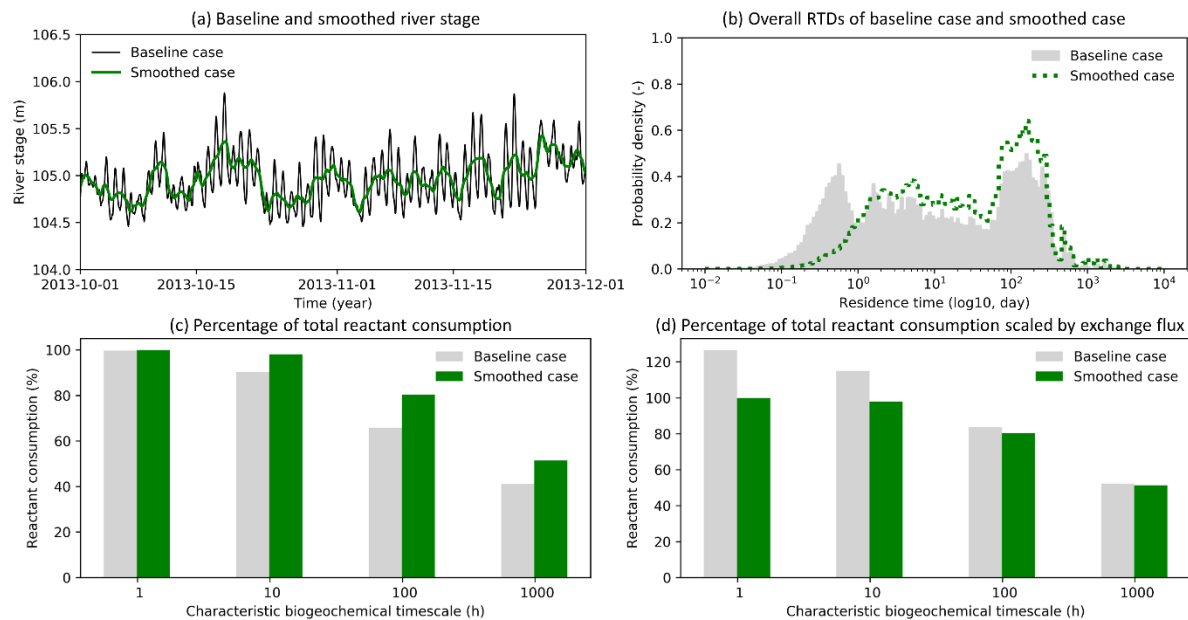 (a) Baseline and smoothed river stage
106.5
106.0
105.5
105.0
104.5
104.0
River stage (m)
Baseline case
Smoothed case
2013-10-01
2013-10-15
2013-11-01
2013-11-15
2013-12-01
Time (year)
(b) Overall RTDs of baseline case and smoothed case
1.0
0.8
0.6
0.4
0.2
0.0
Probability density (-)
Baseline case
Smoothed case
10⁻²
10⁻¹
10⁰
10¹
10²
10³
10⁴
Residence time (log10, day)
(c) Percentage of total reactant consumption
100
80
60
40
20
0
Reactant consumption (%)
Baseline case
Smoothed case
1
10
100
1000
Characteristic biogeochemical timescale (h)
(d) Percentage of total reactant consumption scaled by exchange flux
120
100
80
60
40
20
0
Reactant consumption (%)
Baseline case
Smoothed case
1
10
100
1000
Characteristic biogeochemical timescale (h)